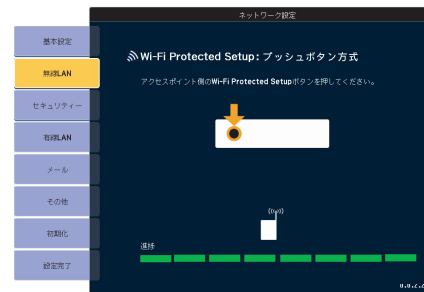 ネットワーク設定
基本設定
無線LAN
セキュリティー
有線LAN
メール
その他
初期化
設定完了
Wi-Fi Protected Setup：プッシュボタン方式
アクセスポイント側のWi-Fi Protected Setupボタンを押してください。
((ω))
進捗